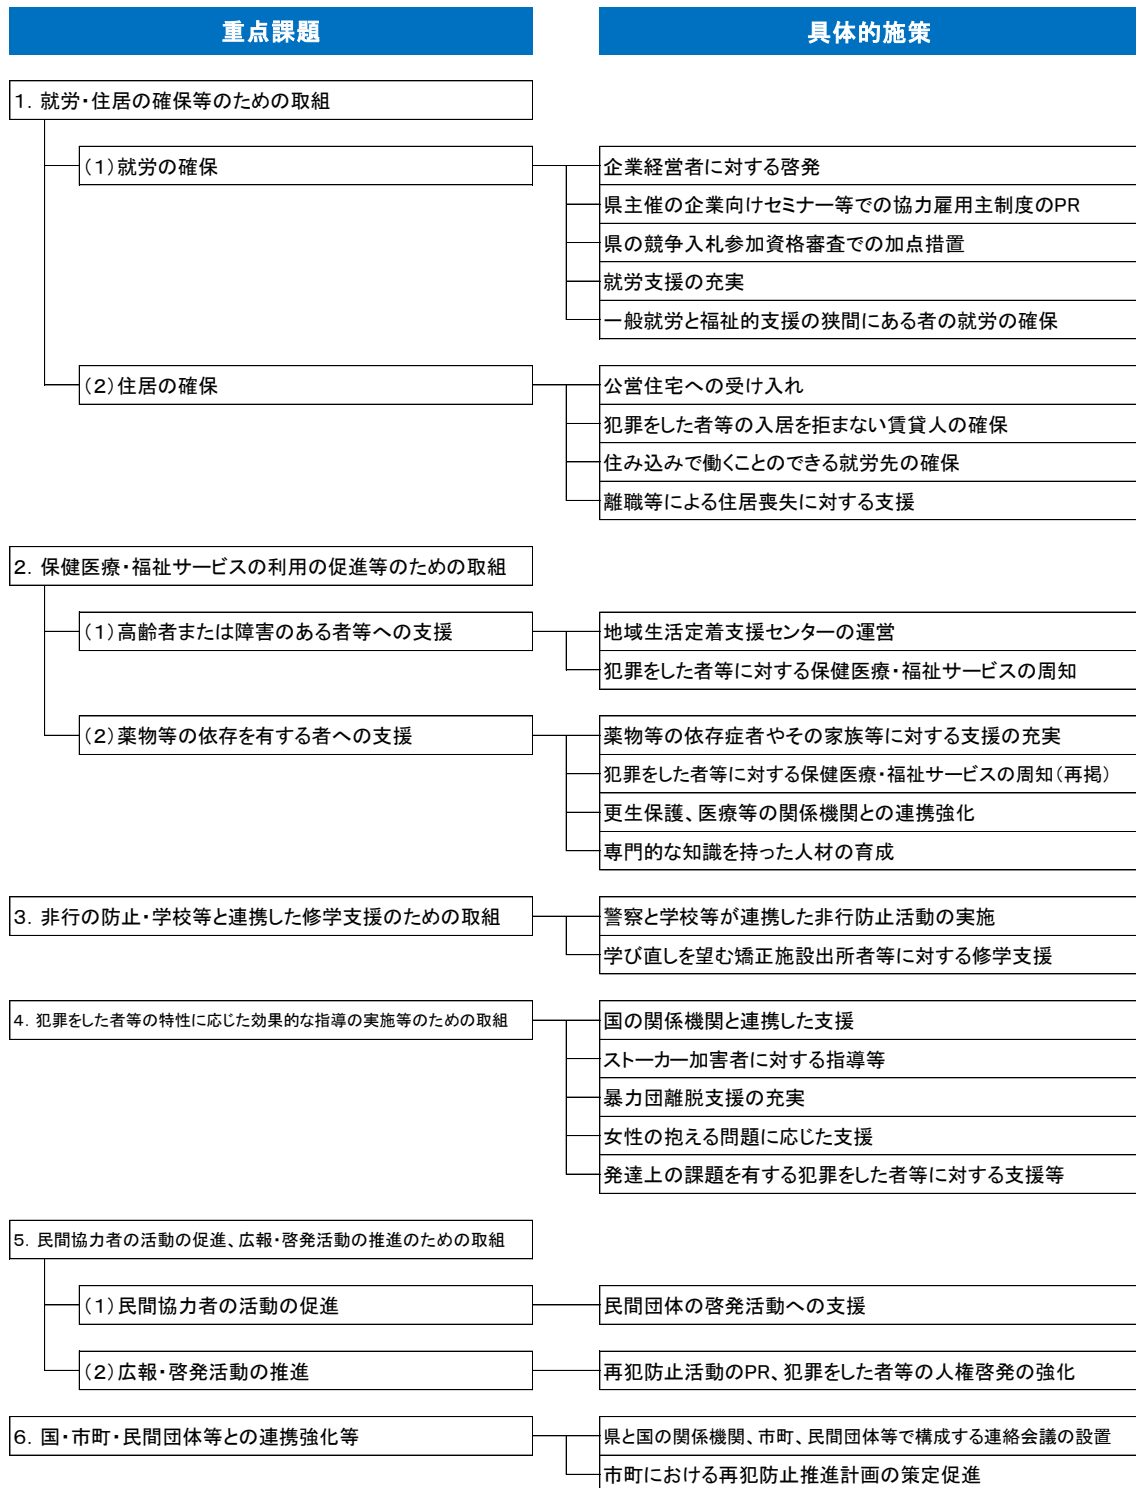 重点課題
具体的施策
1．就労・住居の確保等のための取組
（1）就労の確保
企業経営者に対する啓発
県主催の企業向けセミナー等での協力雇用主制度のPR
県の競争入札参加資格審査での加点措置
就労支援の充実
一般就労と福祉的支援の狭間にある者の就労の確保
（2）住居の確保
公営住宅への受け入れ
犯罪をした者等の入居を拒まない賃貸人の確保
住み込みで働くことのできる就労先の確保
離職等による住居喪失に対する支援
2．保健医療・福祉サービスの利用の促進等のための取組
（1）高齢者または障害のある者等への支援
地域生活定着支援センターの運営
犯罪をした者等に対する保健医療・福祉サービスの周知
（2）薬物等の依存を有する者への支援
薬物等の依存症者やその家族等に対する支援の充実
犯罪をした者等に対する保健医療・福祉サービスの周知（再掲）
更生保護、医療等の関係機関との連携強化
専門的な知識を持った人材の育成
3．非行の防止・学校等と連携した修学支援のための取組
警察と学校等が連携した非行防止活動の実施
学び直しを望む矯正施設出所者等に対する修学支援
4．犯罪をした者等の特性に応じた効果的な指導の実施等のための取組
国の関係機関と連携した支援
ストーカー加害者に対する指導等
暴力団離脱支援の充実
女性の抱える問題に応じた支援
発達上の課題を有する犯罪をした者等に対する支援等
5．民間協力者の活動の促進、広報・啓発活動の推進のための取組
（1）民間協力者の活動の促進
民間団体の啓発活動への支援
（2）広報・啓発活動の推進
再犯防止活動のPR、犯罪をした者等の人権啓発の強化
6．国・市町・民間団体等との連携強化等
県と国の関係機関、市町、民間団体等で構成する連絡会議の設置
市町における再犯防止推進計画の策定促進